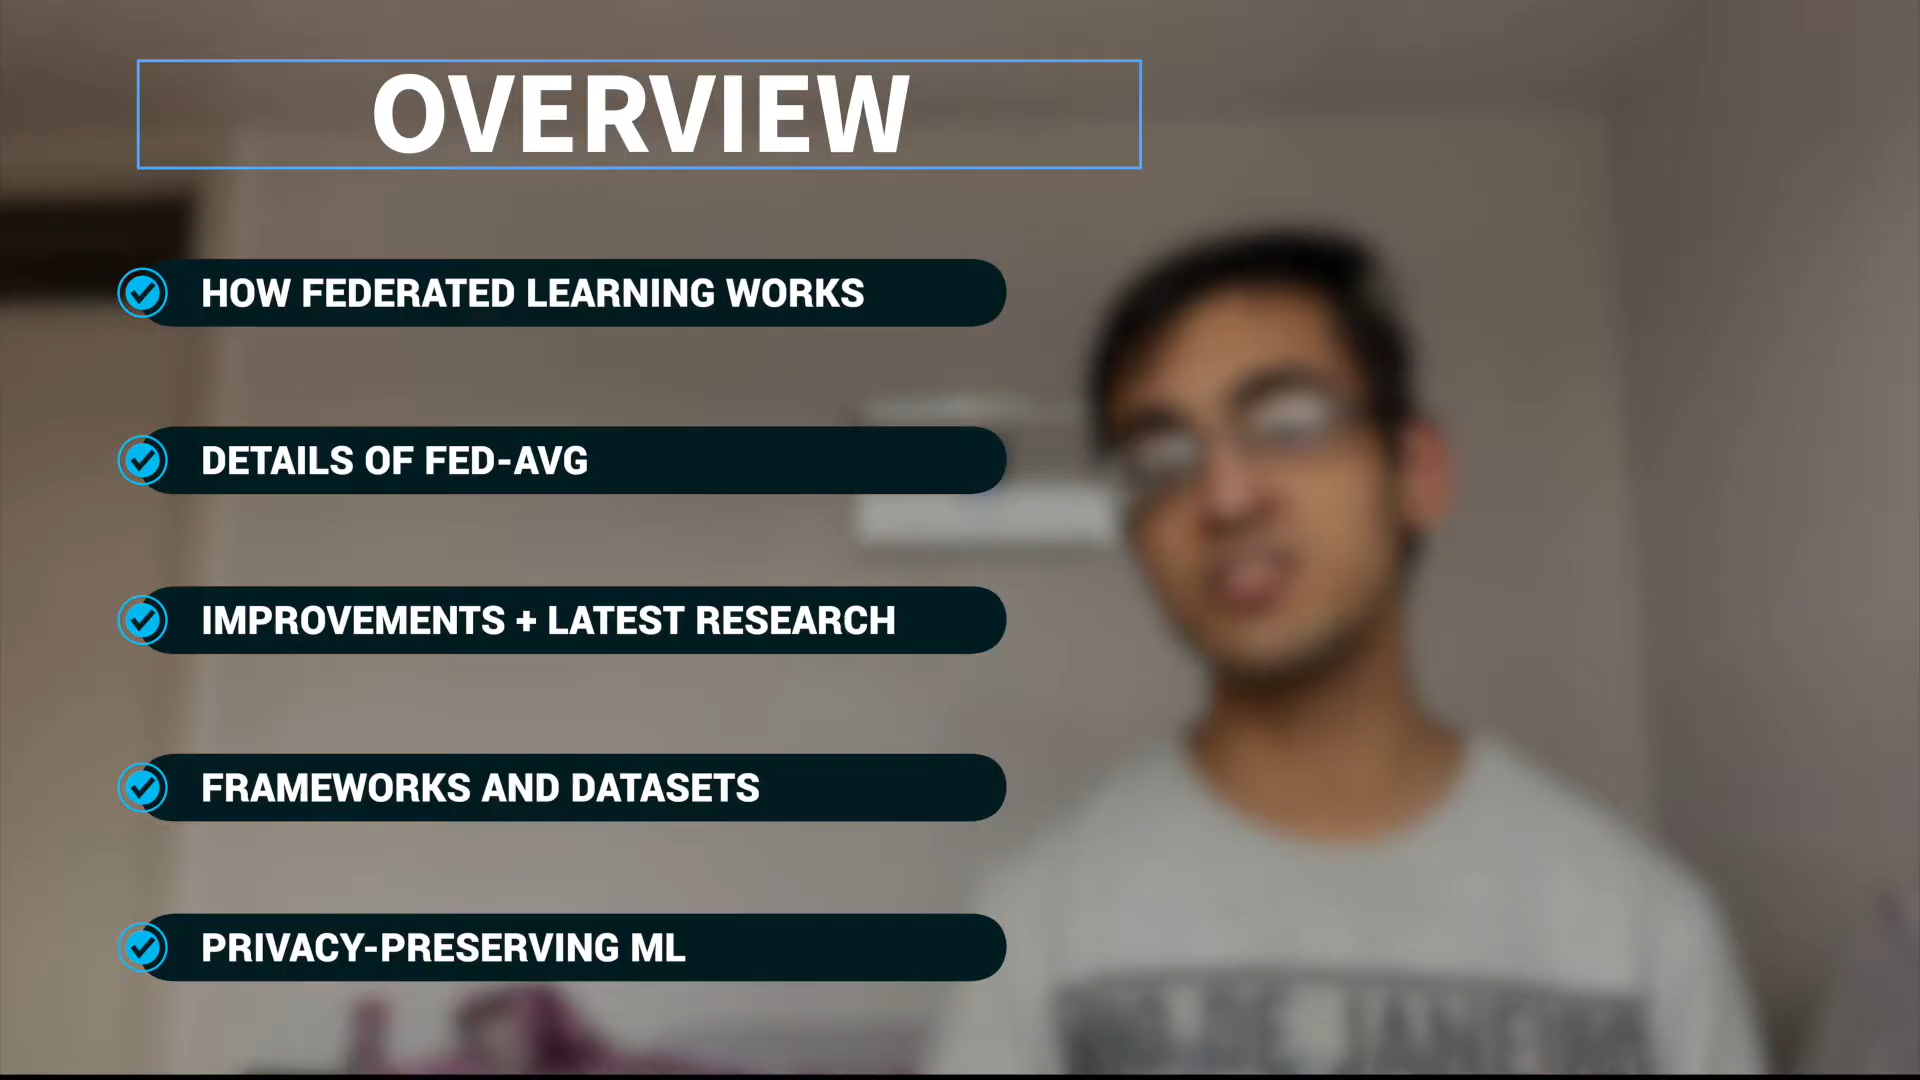 OVERVIEW
HOW FEDERATED LEARNING WORKS
DETAILS OF FED-AVG
IMPROVEMENTS + LATEST RESEARCH
FRAMEWORKS AND DATASETS
PRIVACY-PRESERVING ML